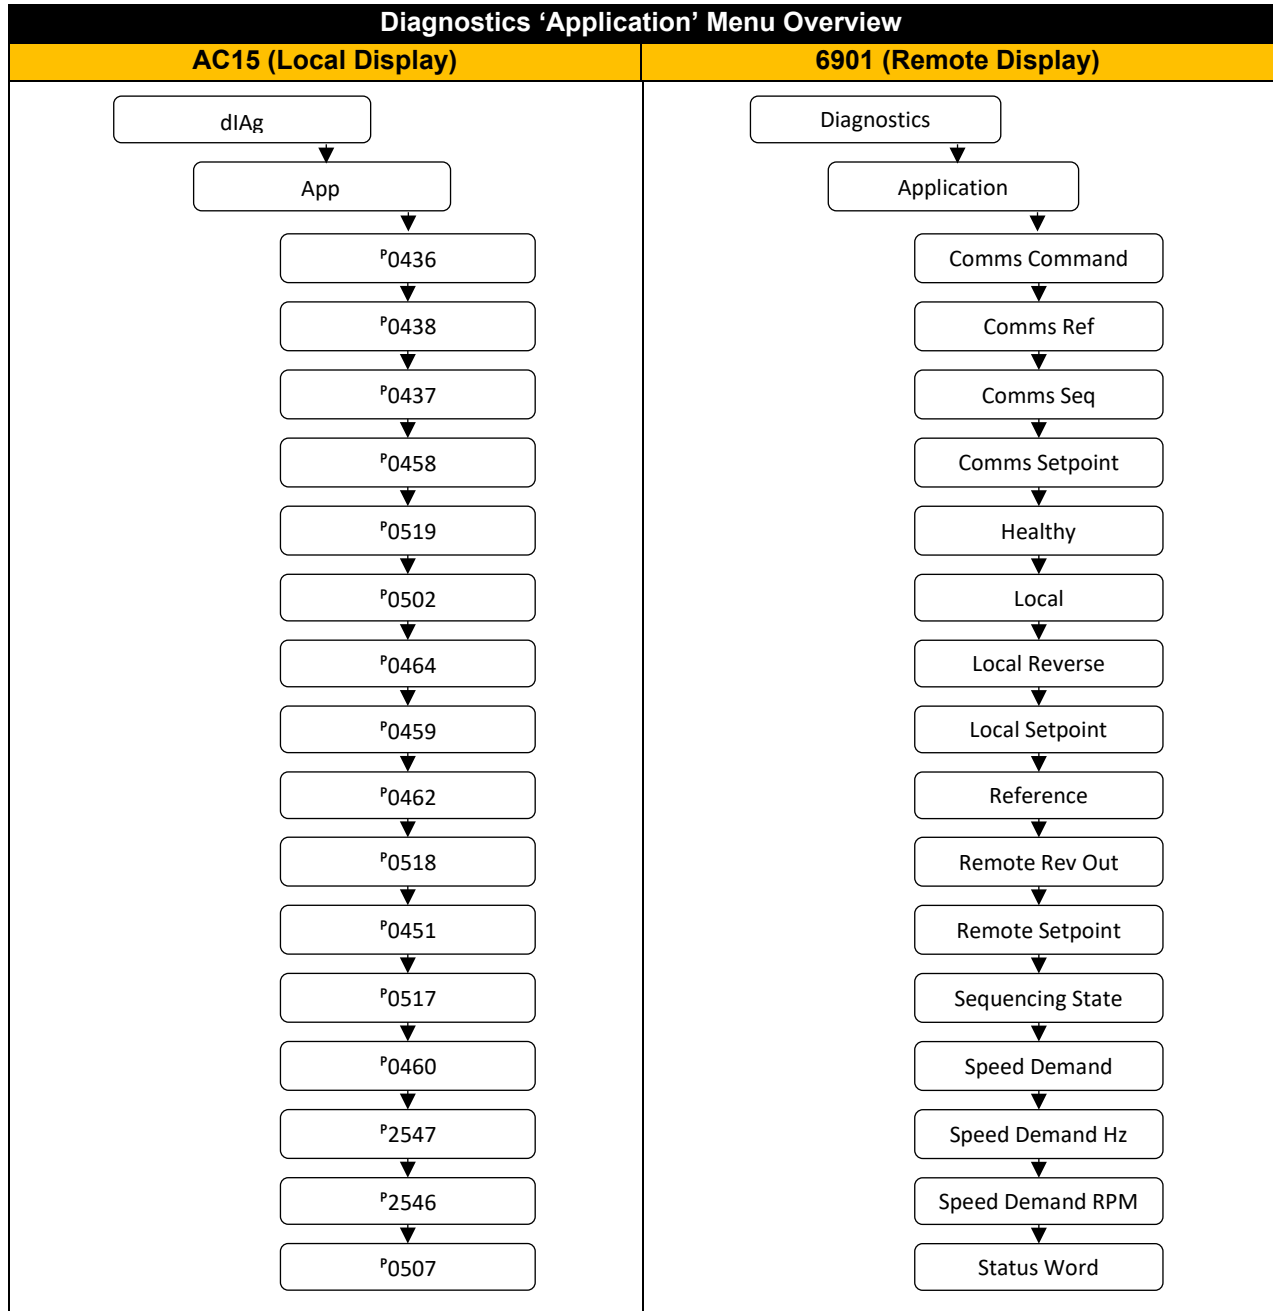 Diagnostics ‘Application’ Menu Overview
AC15 (Local Display)
6901 (Remote Display)
dIAg
App
ᴾ0436
ᴾ0438
ᴾ0437
ᴾ0458
ᴾ0519
ᴾ0502
ᴾ0464
ᴾ0459
ᴾ0462
ᴾ0518
ᴾ0451
ᴾ0517
ᴾ0460
ᴾ2547
ᴾ2546
ᴾ0507
Diagnostics
Application
Comms Command
Comms Ref
Comms Seq
Comms Setpoint
Healthy
Local
Local Reverse
Local Setpoint
Reference
Remote Rev Out
Remote Setpoint
Sequencing State
Speed Demand
Speed Demand Hz
Speed Demand RPM
Status Word